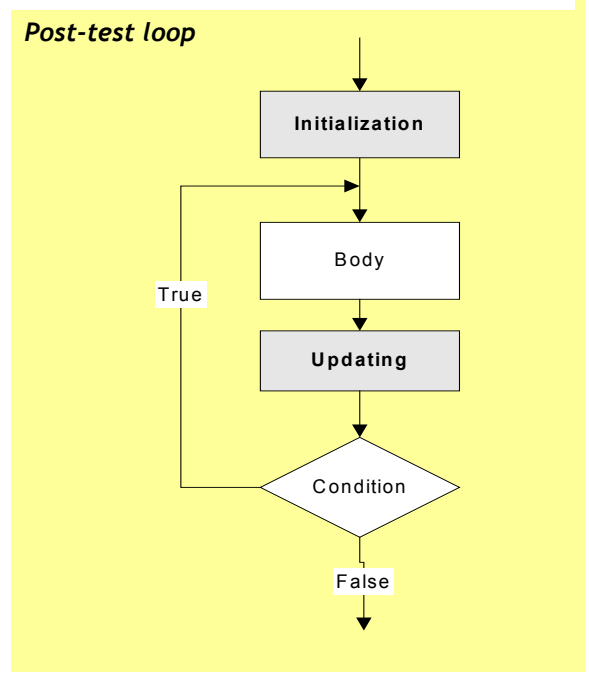 Post-test loop
Initialization
Body
True
Updating
Condition
False